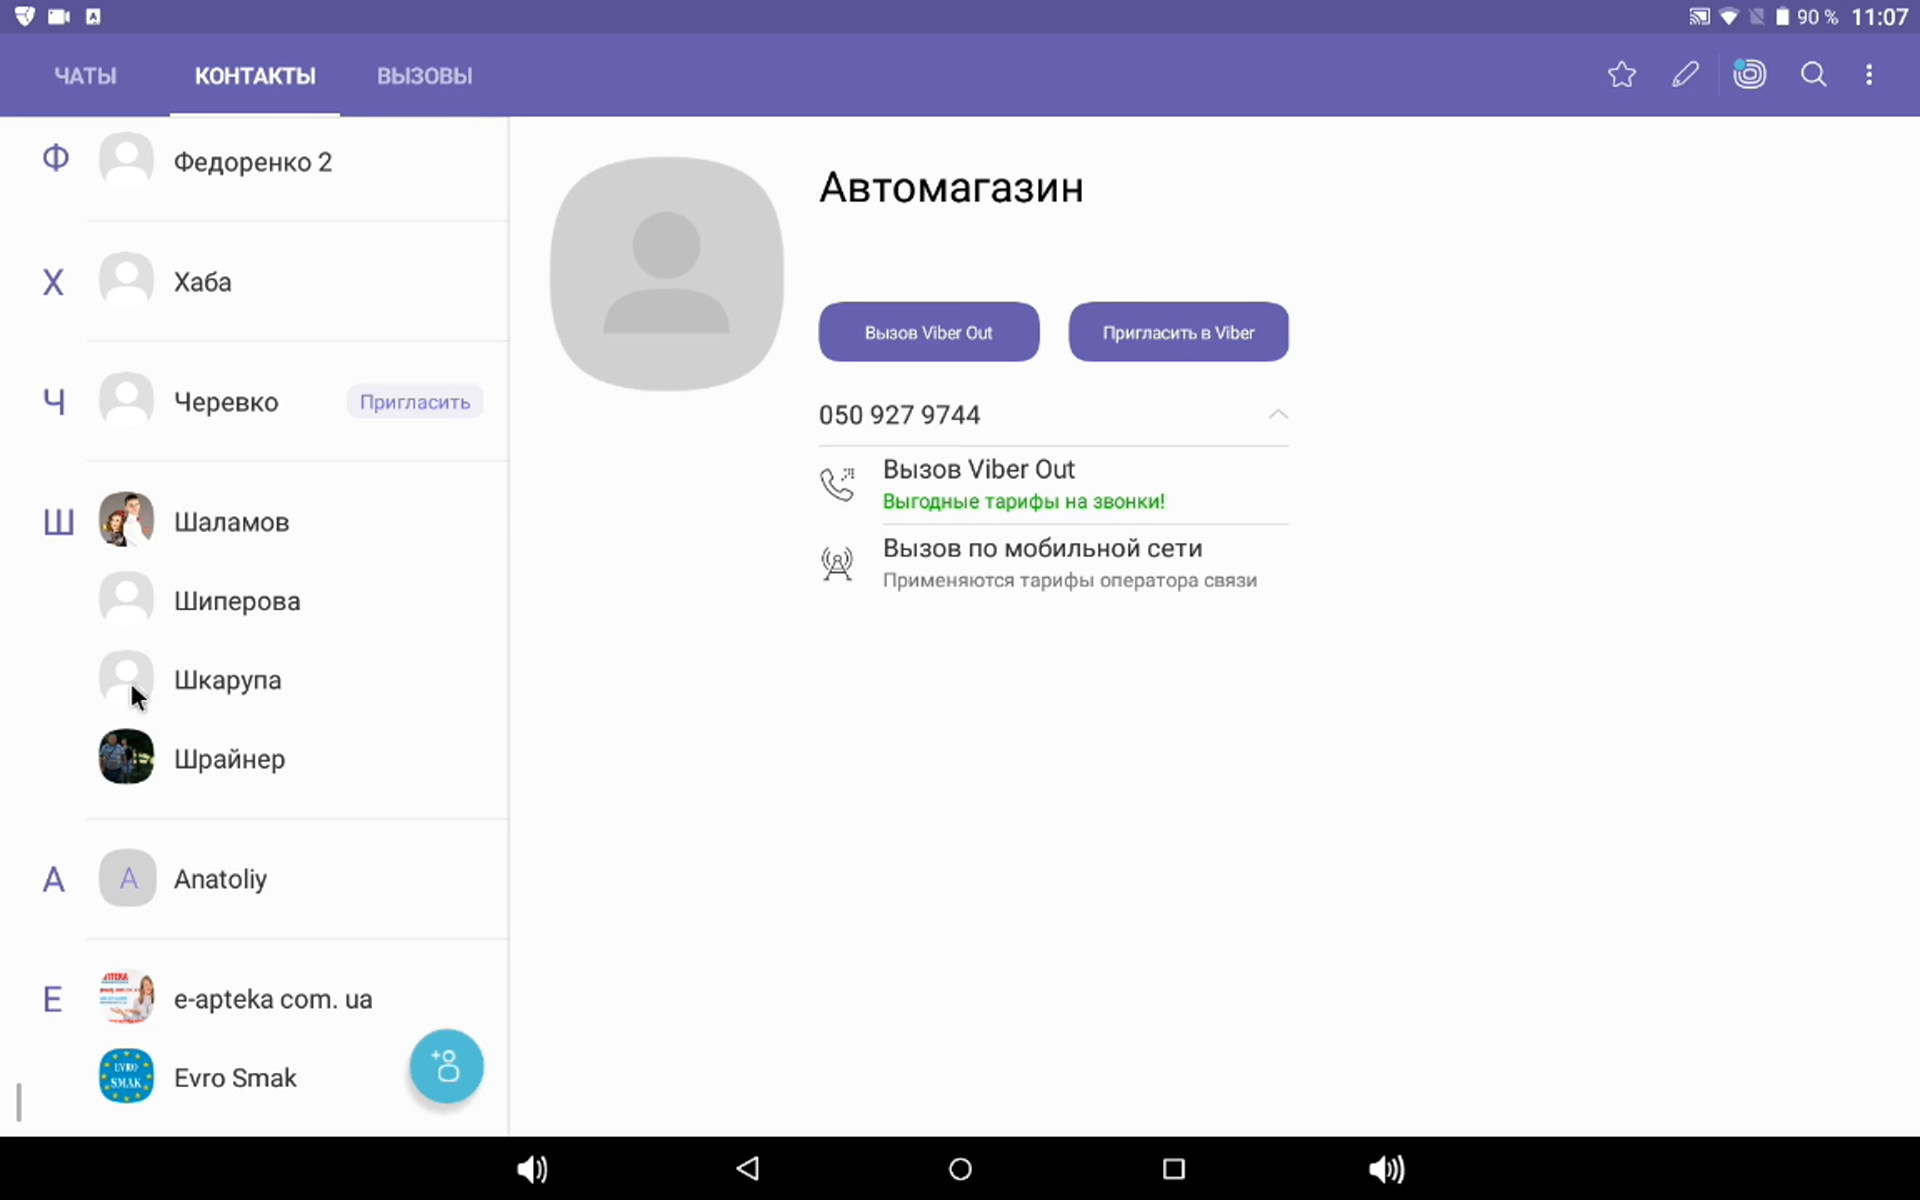 90 % 11:07
ЧАТЫ КОНТАКТЫ ВЫЗОВЫ
Ф Федоренко 2
Х Хаба
Ч Черевко Пригласить
Ш Шаламов
Шиперова
Шкарупа
Шрайнер
A A Anatoliy
E e-apteka com. ua
EVRO
SMAK
Evro Smak
Автомагазин
Вызов Viber Out Пригласить в Viber
050 927 9744
Вызов Viber Out
Выгодные тарифы на звонки!
Вызов по мобильной сети
Применяются тарифы оператора связи